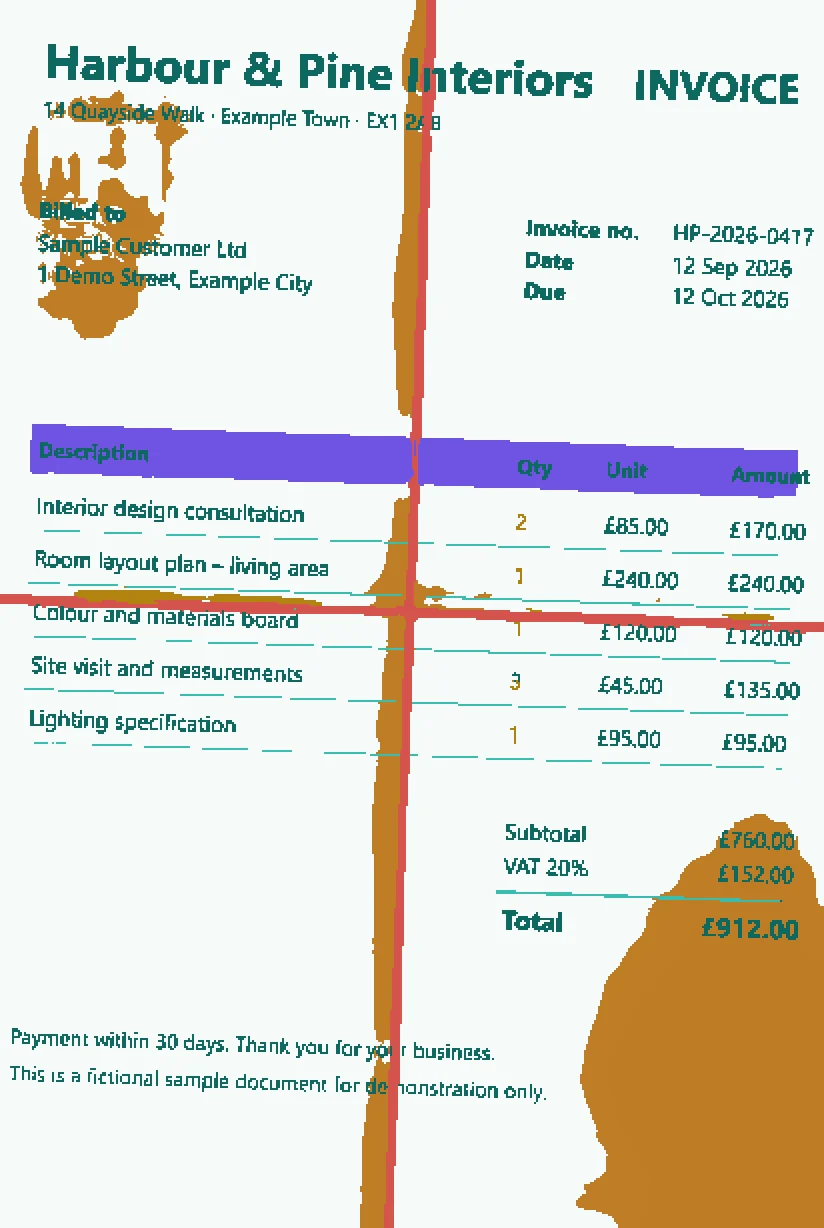 Harbour & Pine Interiors INVOICE
14 Quayside Walk · Example Town · EX1 2AB
Billed to
Sample Customer Ltd
1 Demo Street, Example City
Invoice no. HP-2026-0417
Date 12 Sep 2026
Due 12 Oct 2026
Description Qty Unit Amount
Interior design consultation 2 £85.00 £170.00
Room layout plan – living area 1 £240.00 £240.00
Colour and materials board 1 £120.00 £120.00
Site visit and measurements 3 £45.00 £135.00
Lighting specification 1 £95.00 £95.00
Subtotal £760.00
VAT 20% £152.00
Total £912.00
Payment within 30 days. Thank you for your business.
This is a fictional sample document for demonstration only.